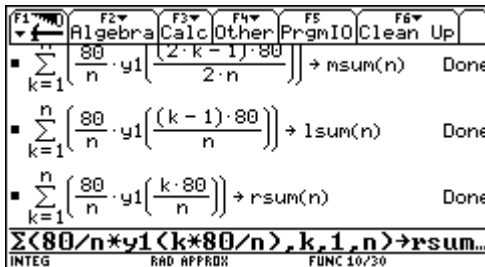 F1 F2 Algebra F3 Calc F4 Other F5 PrgmIO F6 Clean Up
▪ ∑(k=1, n) (80/n · y1((2·k − 1)·80 / 2·n)) → msum(n) Done
▪ ∑(k=1, n) (80/n · y1((k − 1)·80 / n)) → lsum(n) Done
▪ ∑(k=1, n) (80/n · y1(k·80 / n)) → rsum(n) Done
Σ(80/n*y1(k*80/n),k,1,n)→rsum…
INTEG RAD APPROX FUNC 10/30